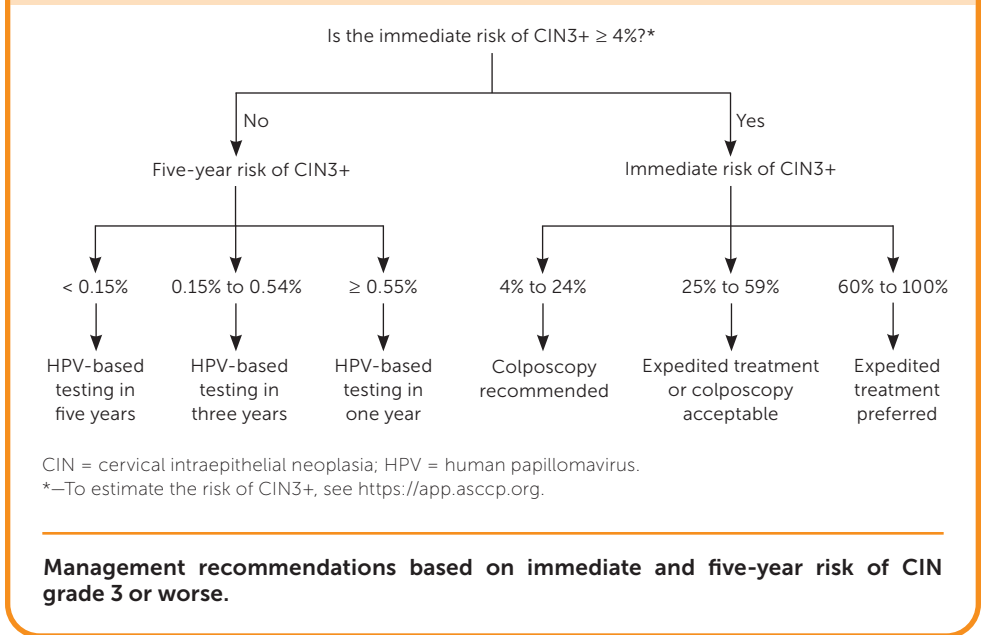 Is the immediate risk of CIN3+ ≥ 4%?*
No
Yes
Five-year risk of CIN3+
Immediate risk of CIN3+
< 0.15%
0.15% to 0.54%
≥ 0.55%
4% to 24%
25% to 59%
60% to 100%
HPV-based
testing in
five years
HPV-based
testing in
three years
HPV-based
testing in
one year
Colposcopy
recommended
Expedited treatment
or colposcopy
acceptable
Expedited
treatment
preferred
CIN = cervical intraepithelial neoplasia; HPV = human papillomavirus.
*—To estimate the risk of CIN3+, see https://app.asccp.org.
Management recommendations based on immediate and five-year risk of CIN
grade 3 or worse.